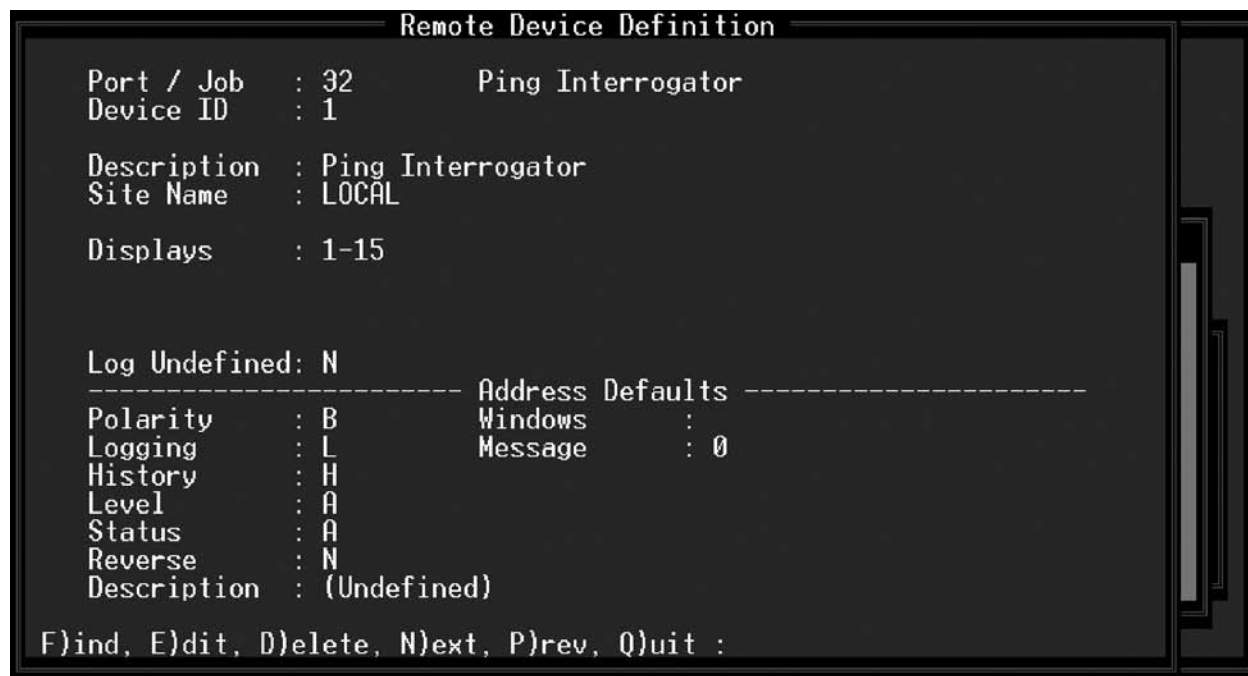 Remote Device Definition
Port / Job : 32 Ping Interrogator
Device ID : 1
Description : Ping Interrogator
Site Name : LOCAL
Displays : 1-15
Log Undefined: N
------------------------ Address Defaults ----------------------
Polarity : B Windows :
Logging : L Message : 0
History : H
Level : A
Status : A
Reverse : N
Description : (Undefined)
F)ind, E)dit, D)elete, N)ext, P)rev, Q)uit :